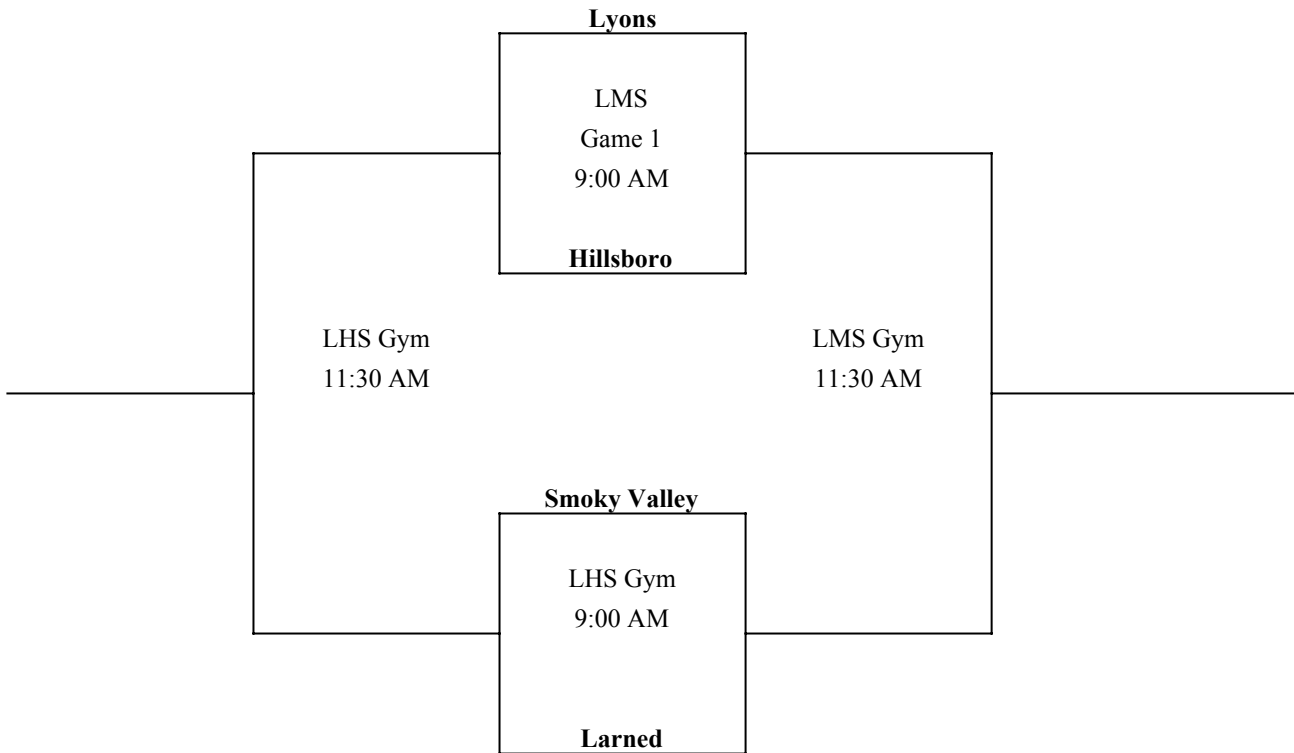 Lyons
LMS
Game 1
9:00 AM
Hillsboro
LHS Gym
11:30 AM
LMS Gym
11:30 AM
Smoky Valley
LHS Gym
9:00 AM
Larned